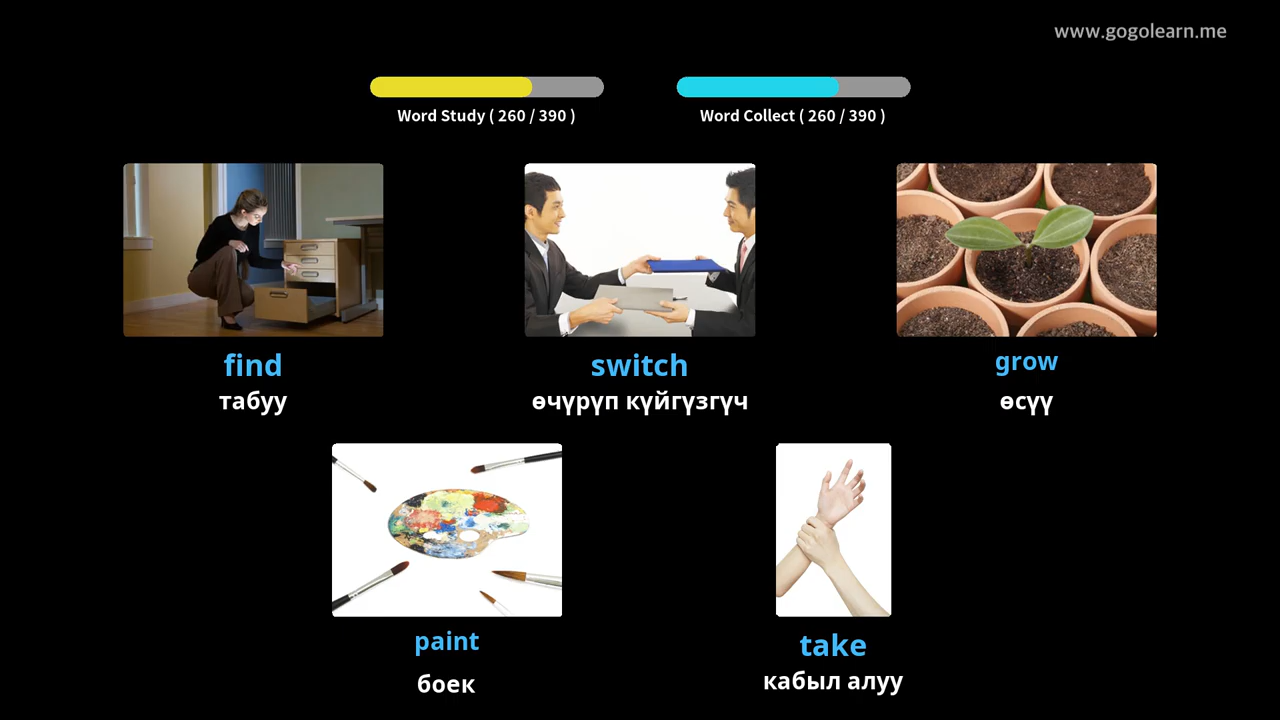 www.gogolearn.me
Word Study ( 260 / 390 )
Word Collect ( 260 / 390 )
find
табуу
switch
өчүрүп күйгүзгүч
grow
өсүү
paint
боек
take
кабыл алуу